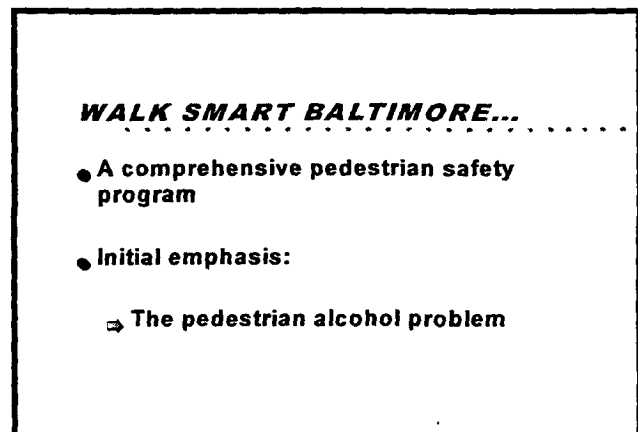 WALK SMART BALTIMORE...
● A comprehensive pedestrian safety
program
● Initial emphasis:
⇨ The pedestrian alcohol problem